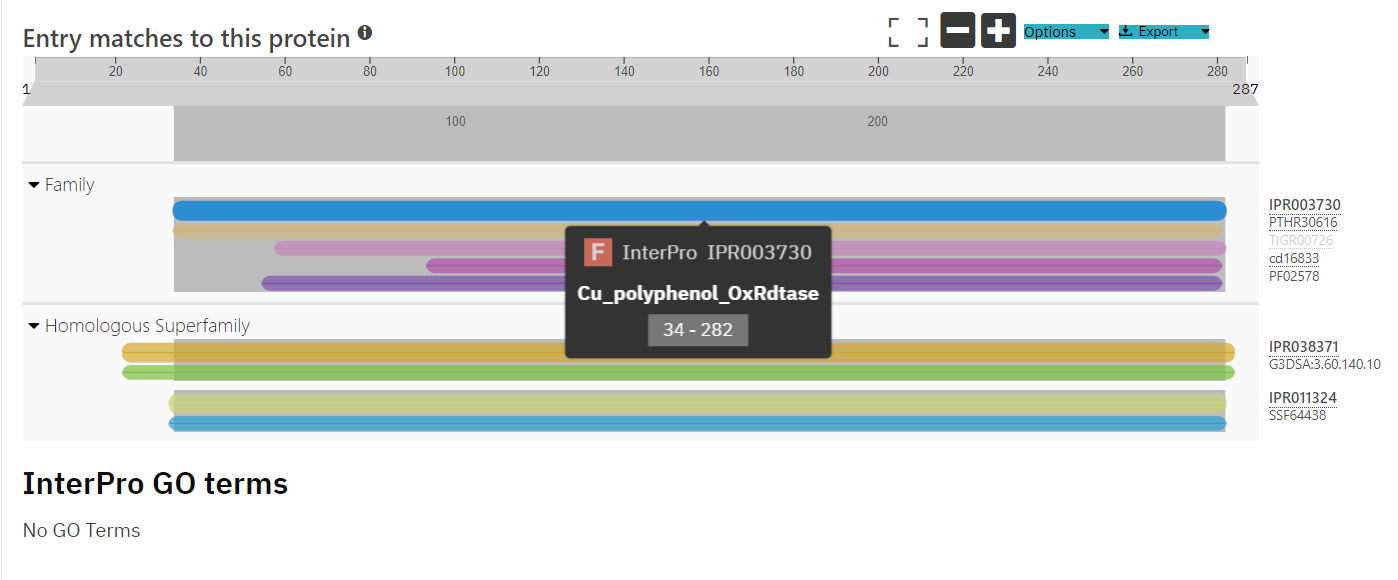 Entry matches to this protein
Options
Export
20 40 60 80 100 120 140 160 180 200 220 240 260 280
1 287
100 200
Family
IPR003730
PTHR30616
TIGR00726
cd16833
PF02578
F InterPro IPR003730
Cu_polyphenol_OxRdtase
34 - 282
Homologous Superfamily
IPR038371
G3DSA:3.60.140.10
IPR011324
SSF64438
InterPro GO terms
No GO Terms